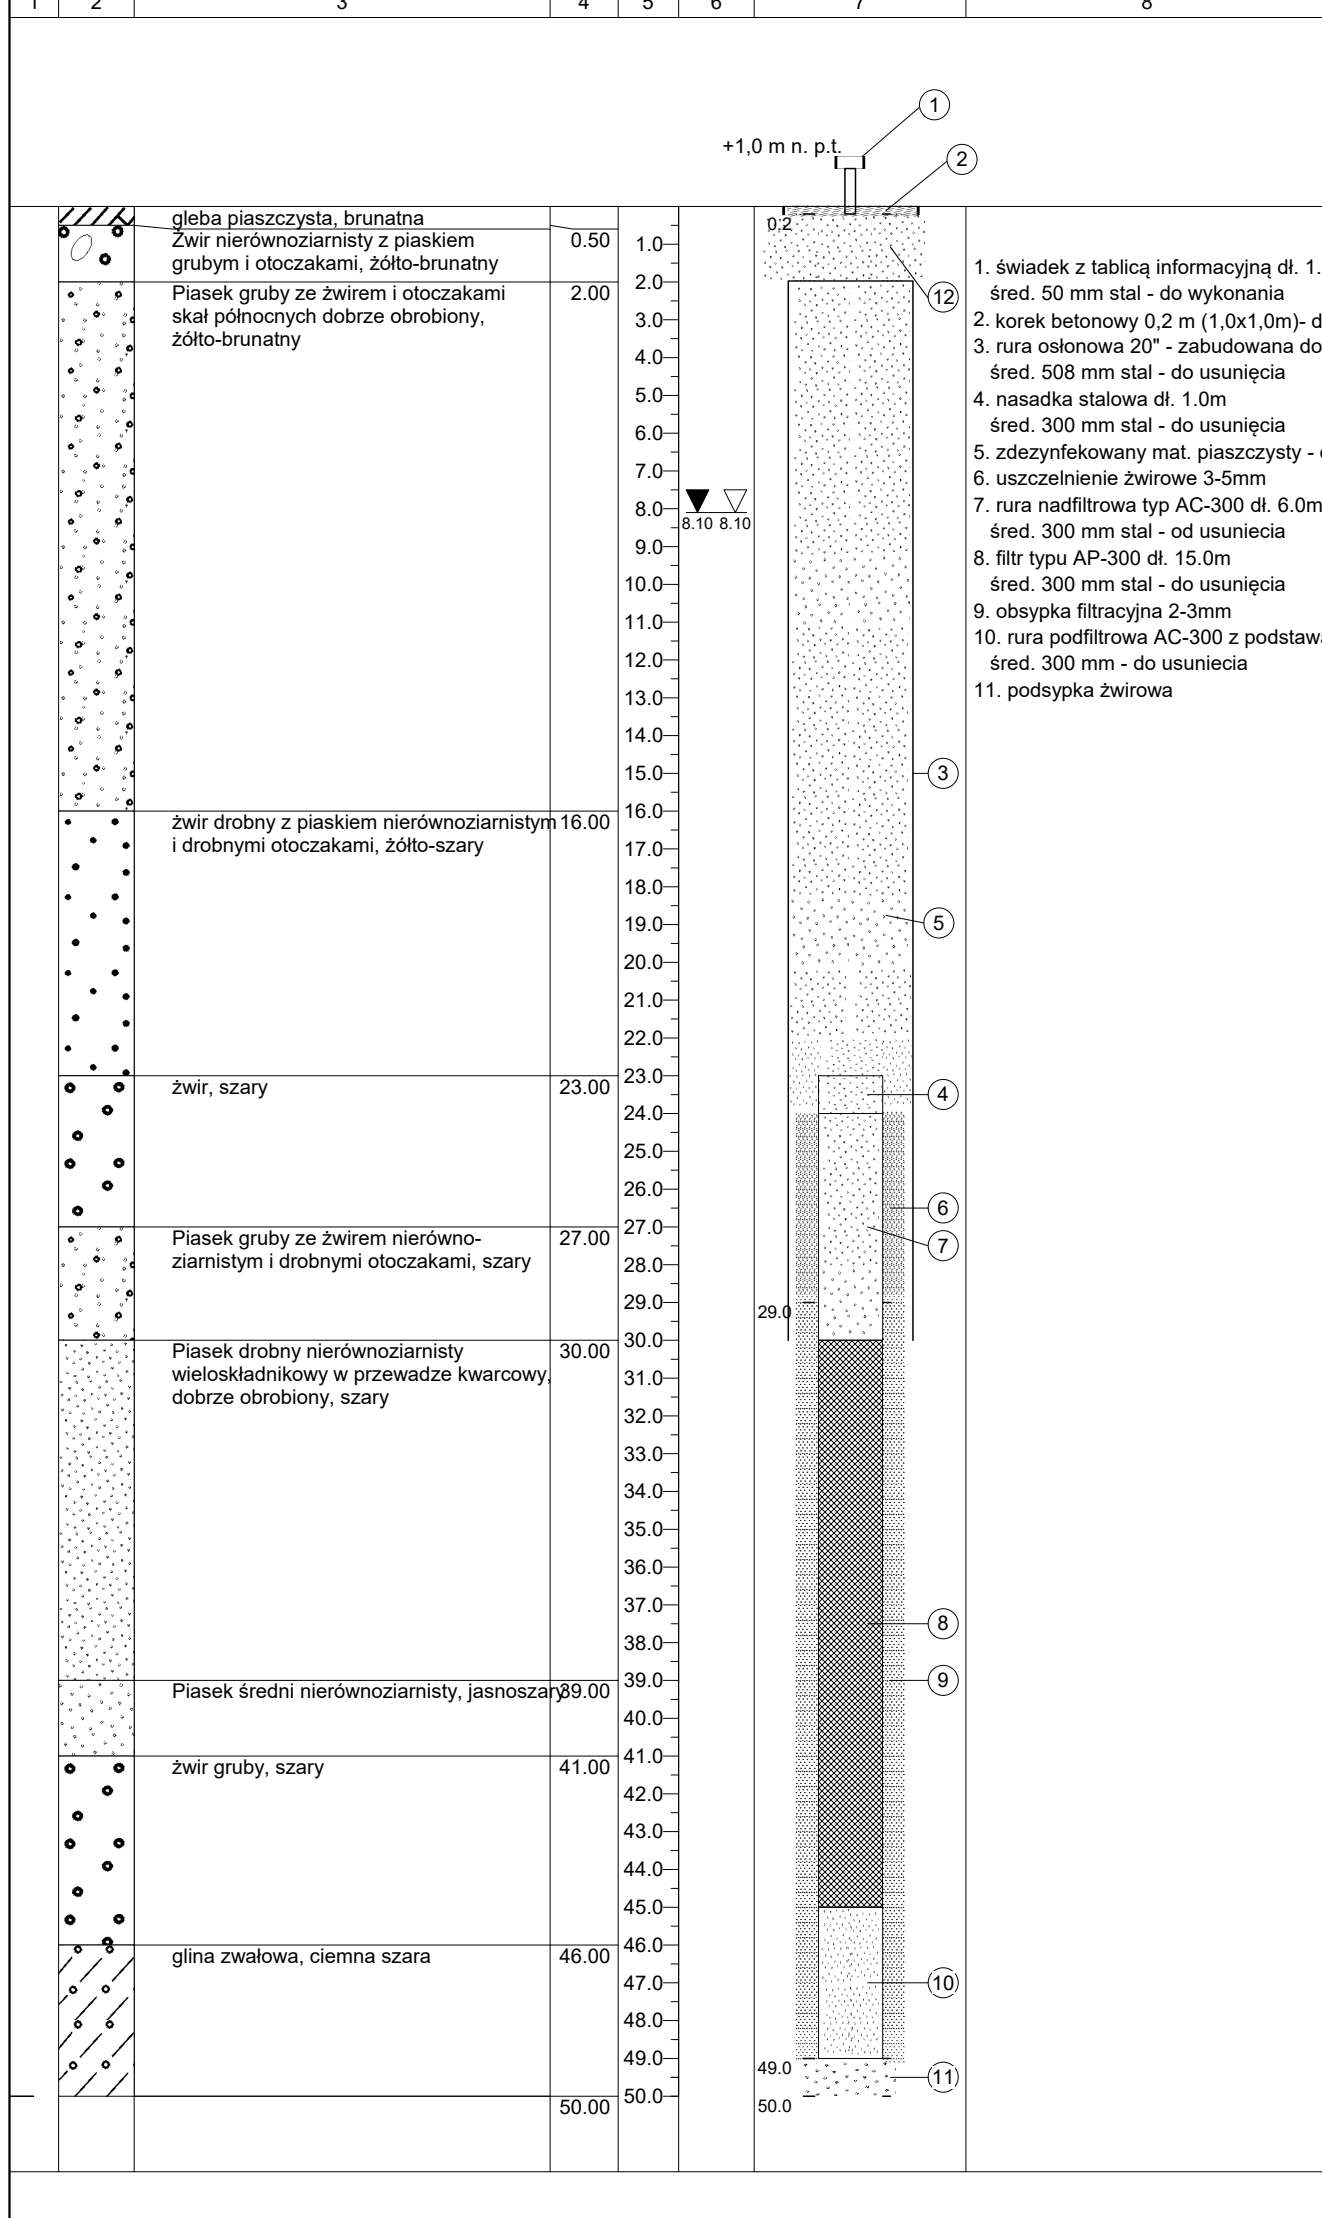 1 2 3 4 5 6 7 8
1
+1,0 m n. p.t.
2
gleba piaszczysta, brunatna
0.2
Żwir nierównoziarnisty z piaskiem
0.50
grubym i otoczakami, żółto-brunatny
1.0
12
2.0
Piasek gruby ze żwirem i otoczakami
2.00
skał północnych dobrze obrobiony,
żółto-brunatny
3.0
4.0
5.0
6.0
7.0
8.0
8.10 8.10
9.0
10.0
11.0
12.0
13.0
14.0
15.0
3
16.0
żwir drobny z piaskiem nierównoziarnistym
16.00
i drobnymi otoczakami, żółto-szary
17.0
18.0
19.0
5
20.0
21.0
22.0
23.0
żwir, szary
23.00
4
24.0
25.0
26.0
6
27.0
Piasek gruby ze żwirem nierówno-
27.00
7
ziarnistym i drobnymi otoczakami, szary
28.0
29.0
29.0
30.0
Piasek drobny nierównoziarnisty
30.00
wieloskładnikowy w przewadze kwarcowy,
dobrze obrobiony, szary
31.0
32.0
33.0
34.0
35.0
36.0
37.0
8
38.0
39.0
9
Piasek średni nierównoziarnisty, jasnoszary
39.00
40.0
41.0
żwir gruby, szary
41.00
42.0
43.0
44.0
45.0
46.0
glina zwałowa, ciemna szara
46.00
47.0
10
48.0
49.0
49.0
11
50.0
50.00
50.0
1. świadek z tablicą informacyjną dł. 1.
śred. 50 mm stal - do wykonania
2. korek betonowy 0,2 m (1,0x1,0m)- d
3. rura osłonowa 20" - zabudowana do
śred. 508 mm stal - do usunięcia
4. nasadka stalowa dł. 1.0m
śred. 300 mm stal - do usunięcia
5. zdezynfekowany mat. piaszczysty -
6. uszczelnienie żwirowe 3-5mm
7. rura nadfiltrowa typ AC-300 dł. 6.0m
śred. 300 mm stal - od usuniecia
8. filtr typu AP-300 dł. 15.0m
śred. 300 mm stal - do usunięcia
9. obsypka filtracyjna 2-3mm
10. rura podfiltrowa AC-300 z podstaw
śred. 300 mm - do usuniecia
11. podsypka żwirowa